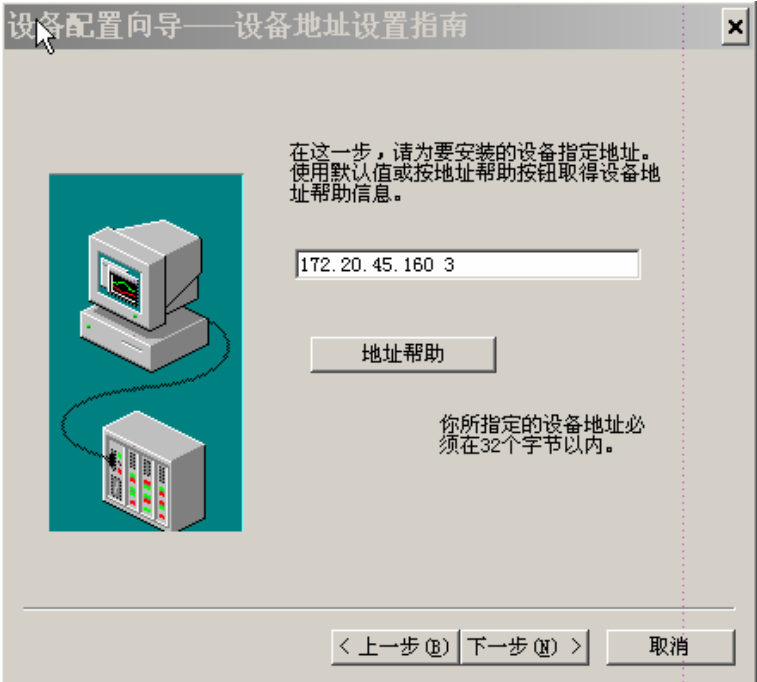 设备配置向导——设备地址设置指南
在这一步，请为要安装的设备指定地址。
使用默认值或按地址帮助按钮取得设备地
址帮助信息。
172.20.45.160 3
地址帮助
你所指定的设备地址必
须在32个字节以内。
< 上一步(B) 下一步(N) > 取消